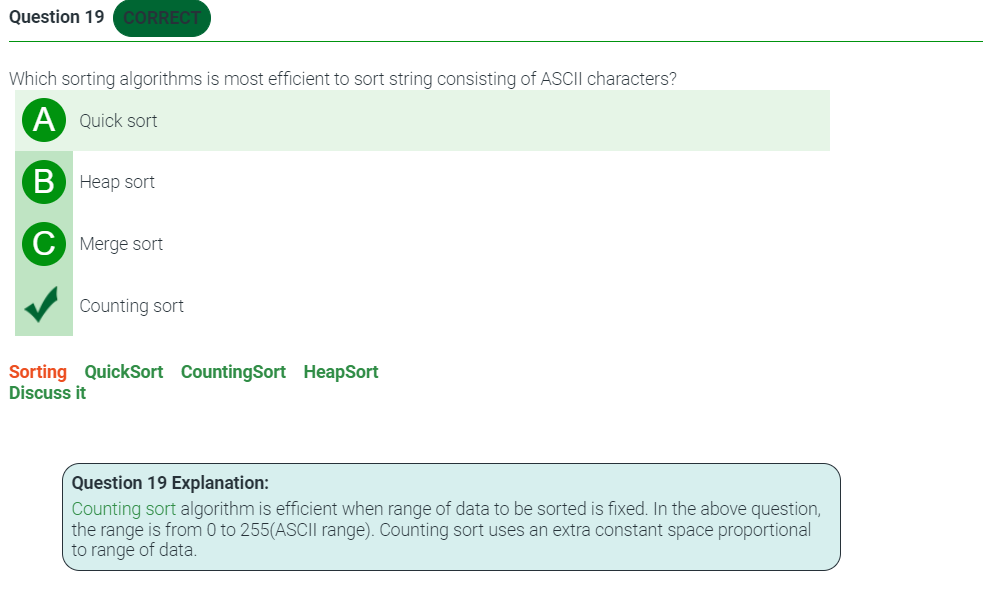 Question 19 CORRECT
Which sorting algorithms is most efficient to sort string consisting of ASCII characters?
A Quick sort
B Heap sort
C Merge sort
Counting sort
Sorting QuickSort CountingSort HeapSort
Discuss it
Question 19 Explanation:
Counting sort algorithm is efficient when range of data to be sorted is fixed. In the above question,
the range is from 0 to 255(ASCII range). Counting sort uses an extra constant space proportional
to range of data.